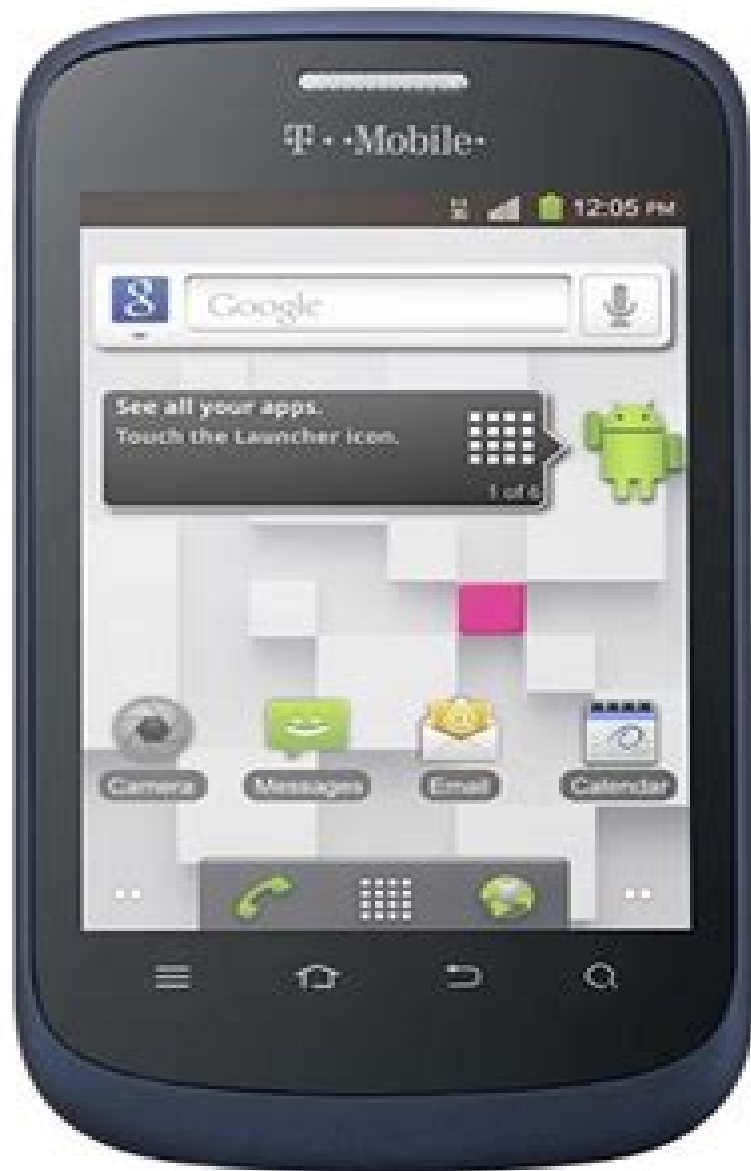 T··Mobile·
12:05 PM
8 Google
See all your apps.
Touch the Launcher icon.
1 of 6
Camera Messages Email Calendar